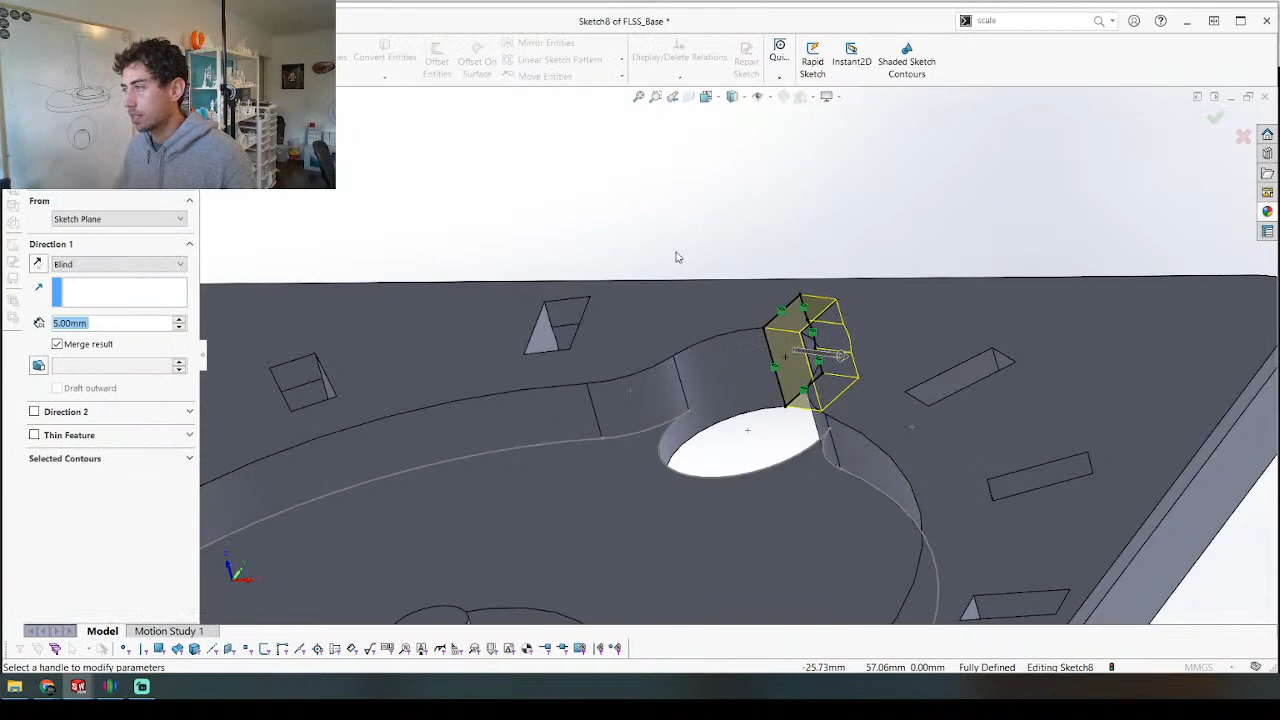 Sketch8 of FLSS_Base *
scale
Convert Entities
Offset Entities
Offset On Surface
Mirror Entities
Linear Sketch Pattern
Move Entities
Display/Delete Relations
Repair Sketch
Qui...
Rapid Sketch
Instant2D
Shaded Sketch Contours
From
Sketch Plane
Direction 1
Blind
5.00mm
Merge result
Draft outward
Direction 2
Thin Feature
Selected Contours
Model
Motion Study 1
Select a handle to modify parameters
-25.73mm
57.06mm 0.00mm
Fully Defined
Editing Sketch8
MMGS